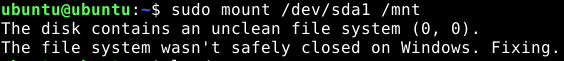 ubuntu@ubuntu:~$ sudo mount /dev/sda1 /mnt
The disk contains an unclean file system (0, 0).
The file system wasn't safely closed on Windows. Fixing.